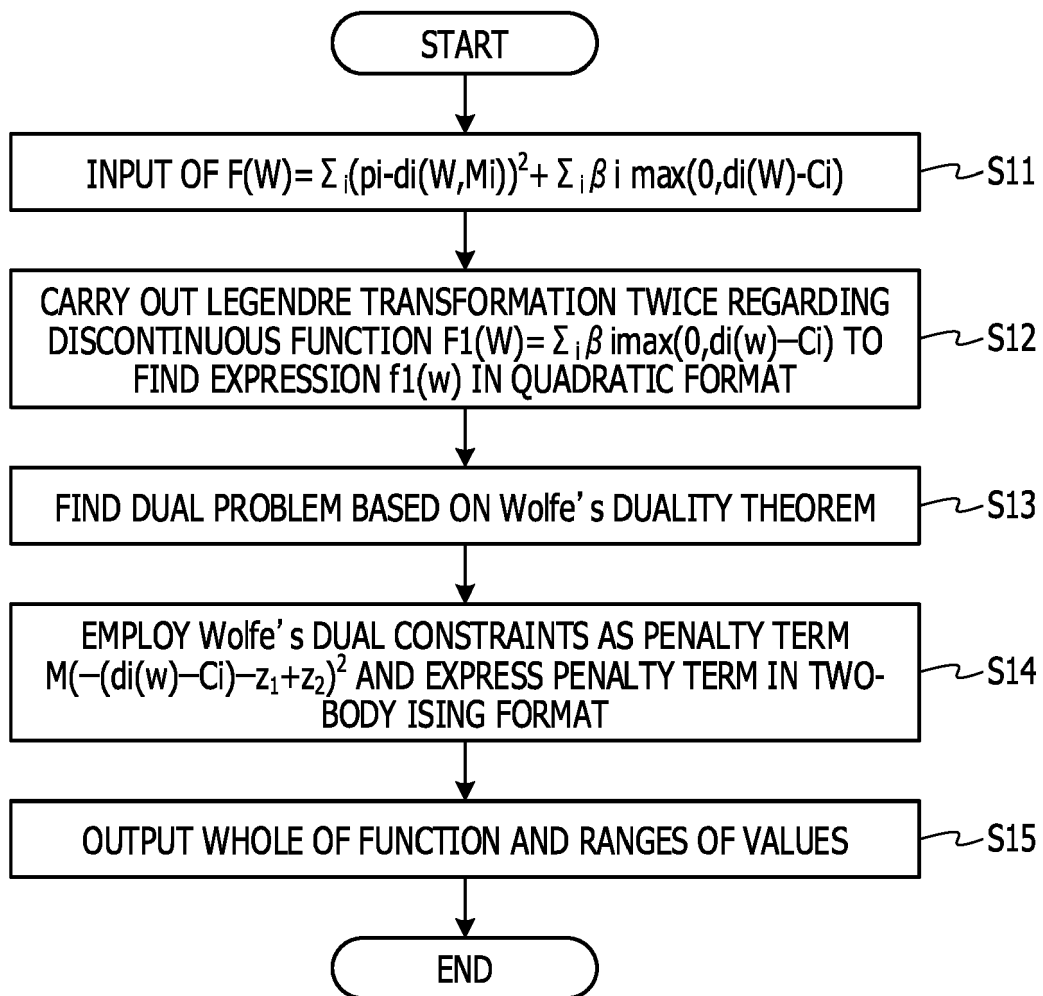 START
INPUT OF F(W)= Σi(pi-di(W,Mi))²+ Σi β i max(0,di(W)-Ci)
S11
CARRY OUT LEGENDRE TRANSFORMATION TWICE REGARDING
DISCONTINUOUS FUNCTION F1(W)= Σi β imax(0,di(w)–Ci) TO
FIND EXPRESSION f1(w) IN QUADRATIC FORMAT
S12
FIND DUAL PROBLEM BASED ON Wolfe's DUALITY THEOREM
S13
EMPLOY Wolfe's DUAL CONSTRAINTS AS PENALTY TERM
M(–(di(w)–Ci)–z₁+z₂)² AND EXPRESS PENALTY TERM IN TWO-
BODY ISING FORMAT
S14
OUTPUT WHOLE OF FUNCTION AND RANGES OF VALUES
S15
END